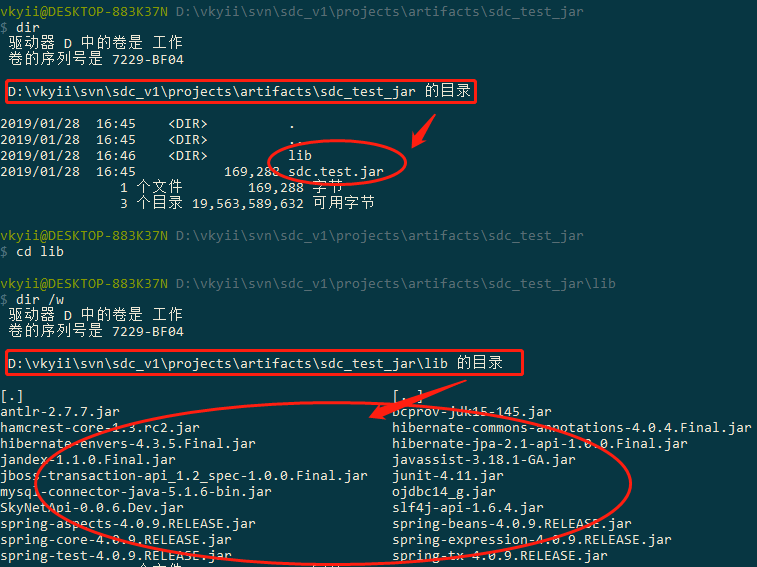 vkyii@DESKTOP-883K37N D:\vkyii\svn\sdc_v1\projects\artifacts\sdc_test_jar
$ dir
驱动器 D 中的卷是 工作
卷的序列号是 7229-BF04
D:\vkyii\svn\sdc_v1\projects\artifacts\sdc_test_jar 的目录
2019/01/28 16:45 <DIR> .
2019/01/28 16:45 <DIR> ..
2019/01/28 16:46 <DIR> lib
2019/01/28 16:45 169,288 sdc.test.jar
1 个文件 169,288 字节
3 个目录 19,563,589,632 可用字节
vkyii@DESKTOP-883K37N D:\vkyii\svn\sdc_v1\projects\artifacts\sdc_test_jar
$ cd lib
vkyii@DESKTOP-883K37N D:\vkyii\svn\sdc_v1\projects\artifacts\sdc_test_jar\lib
$ dir /w
驱动器 D 中的卷是 工作
卷的序列号是 7229-BF04
D:\vkyii\svn\sdc_v1\projects\artifacts\sdc_test_jar\lib 的目录
[.] [..]
antlr-2.7.7.jar bcprov-jdk15-145.jar
hamcrest-core-1.3.rc2.jar hibernate-commons-annotations-4.0.4.Final.jar
hibernate-envers-4.3.5.Final.jar hibernate-jpa-2.1-api-1.0.0.Final.jar
jandex-1.1.0.Final.jar javassist-3.18.1-GA.jar
jboss-transaction-api_1.2_spec-1.0.0.Final.jar junit-4.11.jar
mysql-connector-java-5.1.6-bin.jar ojdbc14_g.jar
SkyNetApi-0.0.6.Dev.jar slf4j-api-1.6.4.jar
spring-aspects-4.0.9.RELEASE.jar spring-beans-4.0.9.RELEASE.jar
spring-core-4.0.9.RELEASE.jar spring-expression-4.0.9.RELEASE.jar
spring-test-4.0.9.RELEASE.jar spring-tx-4.0.9.RELEASE.jar